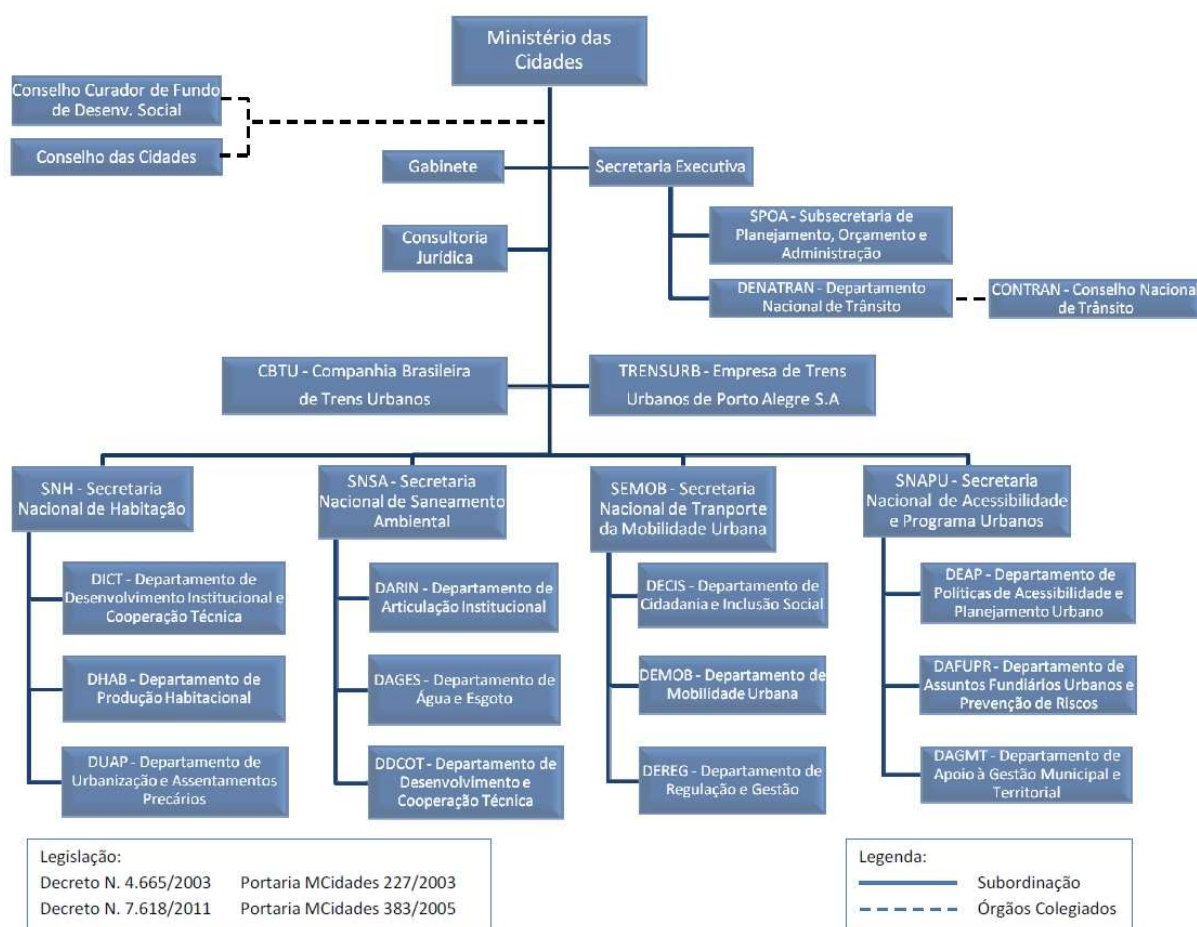 Ministério das
Cidades
Conselho Curador de Fundo
de Desenv. Social
Conselho das Cidades
Gabinete
Secretaria Executiva
Consultoria
Jurídica
SPOA - Subsecretaria de
Planejamento, Orçamento e
Administração
DENATRAN - Departamento
Nacional de Trânsito
CONTRAN - Conselho Nacional
de Trânsito
CBTU - Companhia Brasileira
de Trens Urbanos
TRENSURB - Empresa de Trens
Urbanos de Porto Alegre S.A
SNH - Secretaria
Nacional de Habitação
DICT - Departamento de
Desenvolvimento Institucional e
Cooperação Técnica
DHAB - Departamento de
Produção Habitacional
DUAP - Departamento de
Urbanização e Assentamentos
Precários
SNSA - Secretaria
Nacional de Saneamento
Ambiental
DARIN - Departamento de
Articulação Institucional
DAGES - Departamento de
Água e Esgoto
DDCOT - Departamento de
Desenvolvimento e
Cooperação Técnica
SEMOB - Secretaria
Nacional de Tranporte
da Mobilidade Urbana
DECIS - Departamento de
Cidadania e Inclusão Social
DEMOB - Departamento de
Mobilidade Urbana
DEREG - Departamento de
Regulação e Gestão
SNAPU - Secretaria
Nacional de Acessibilidade
e Programa Urbanos
DEAP - Departamento de
Políticas de Acessibilidade e
Planejamento Urbano
DAFUPR - Departamento de
Assuntos Fundiários Urbanos e
Prevenção de Riscos
DAGMT - Departamento de
Apoio à Gestão Municipal e
Territorial
Legislação:
Decreto N. 4.665/2003 Portaria MCidades 227/2003
Decreto N. 7.618/2011 Portaria MCidades 383/2005
Legenda:
Subordinação
Órgãos Colegiados